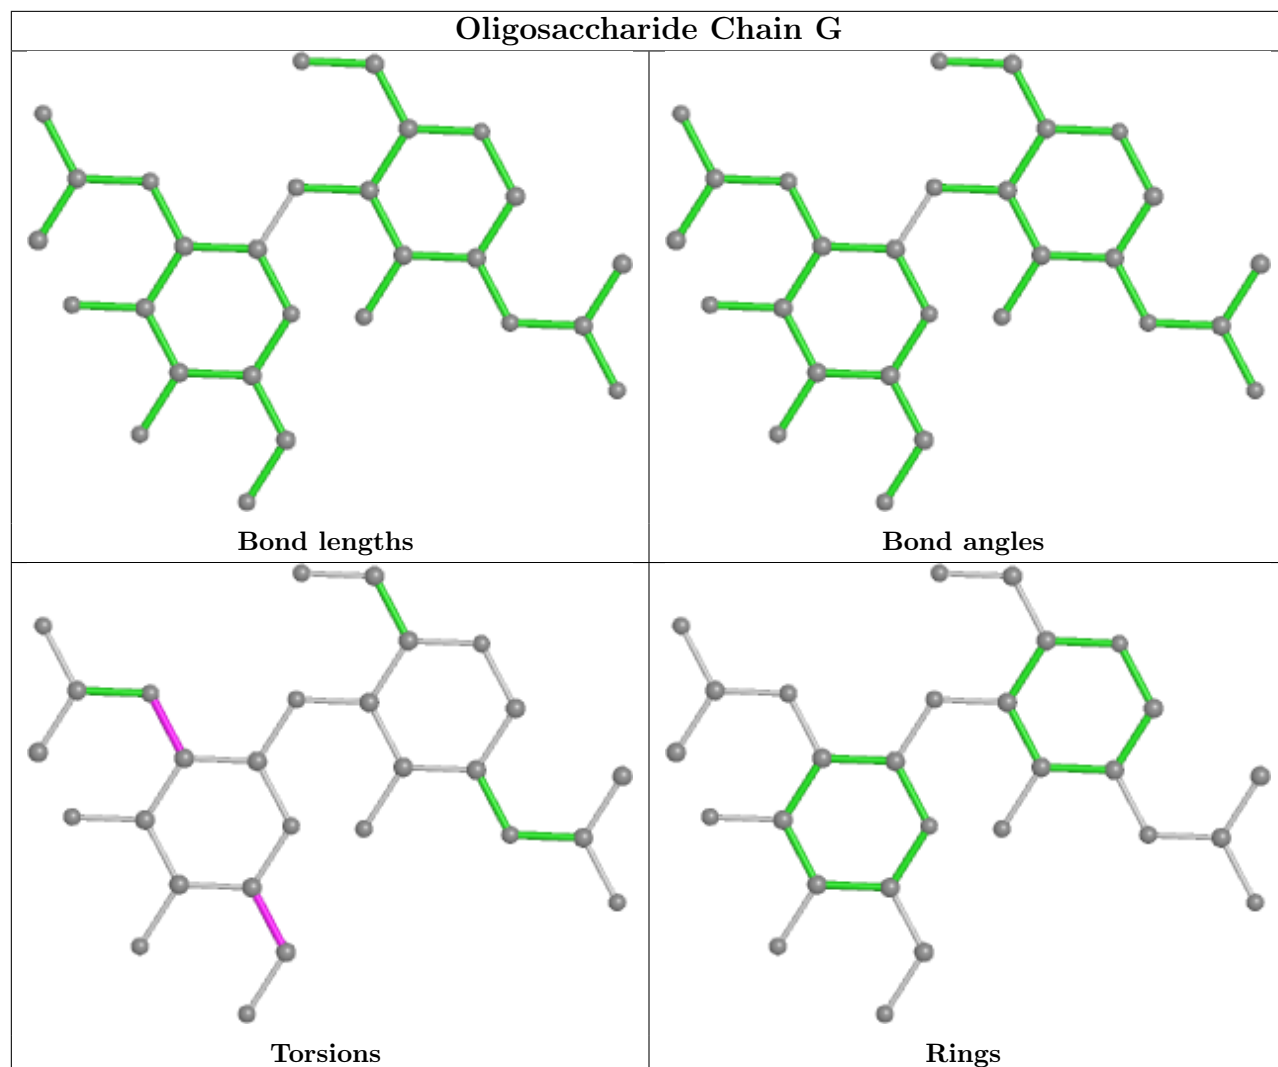 Oligosaccharide Chain G
Bond lengths
Bond angles
Torsions
Rings